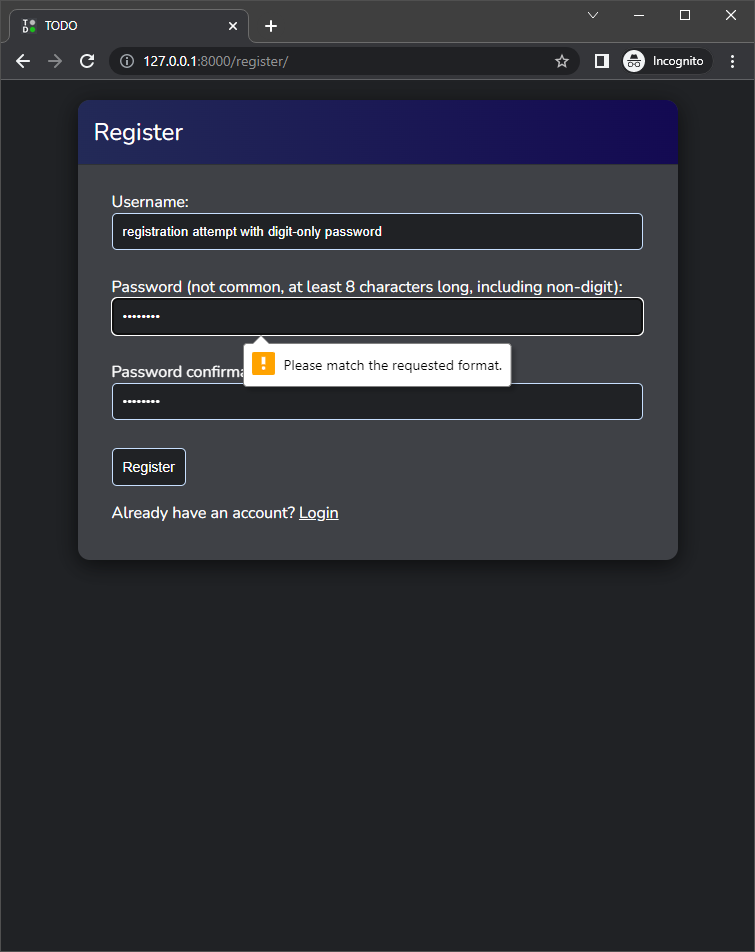 TODO
127.0.0.1:8000/register/
Incognito
Register
Username:
registration attempt with digit-only password
Password (not common, at least 8 characters long, including non-digit):
••••••••
Please match the requested format.
Password confirma
••••••••
Register
Already have an account? Login